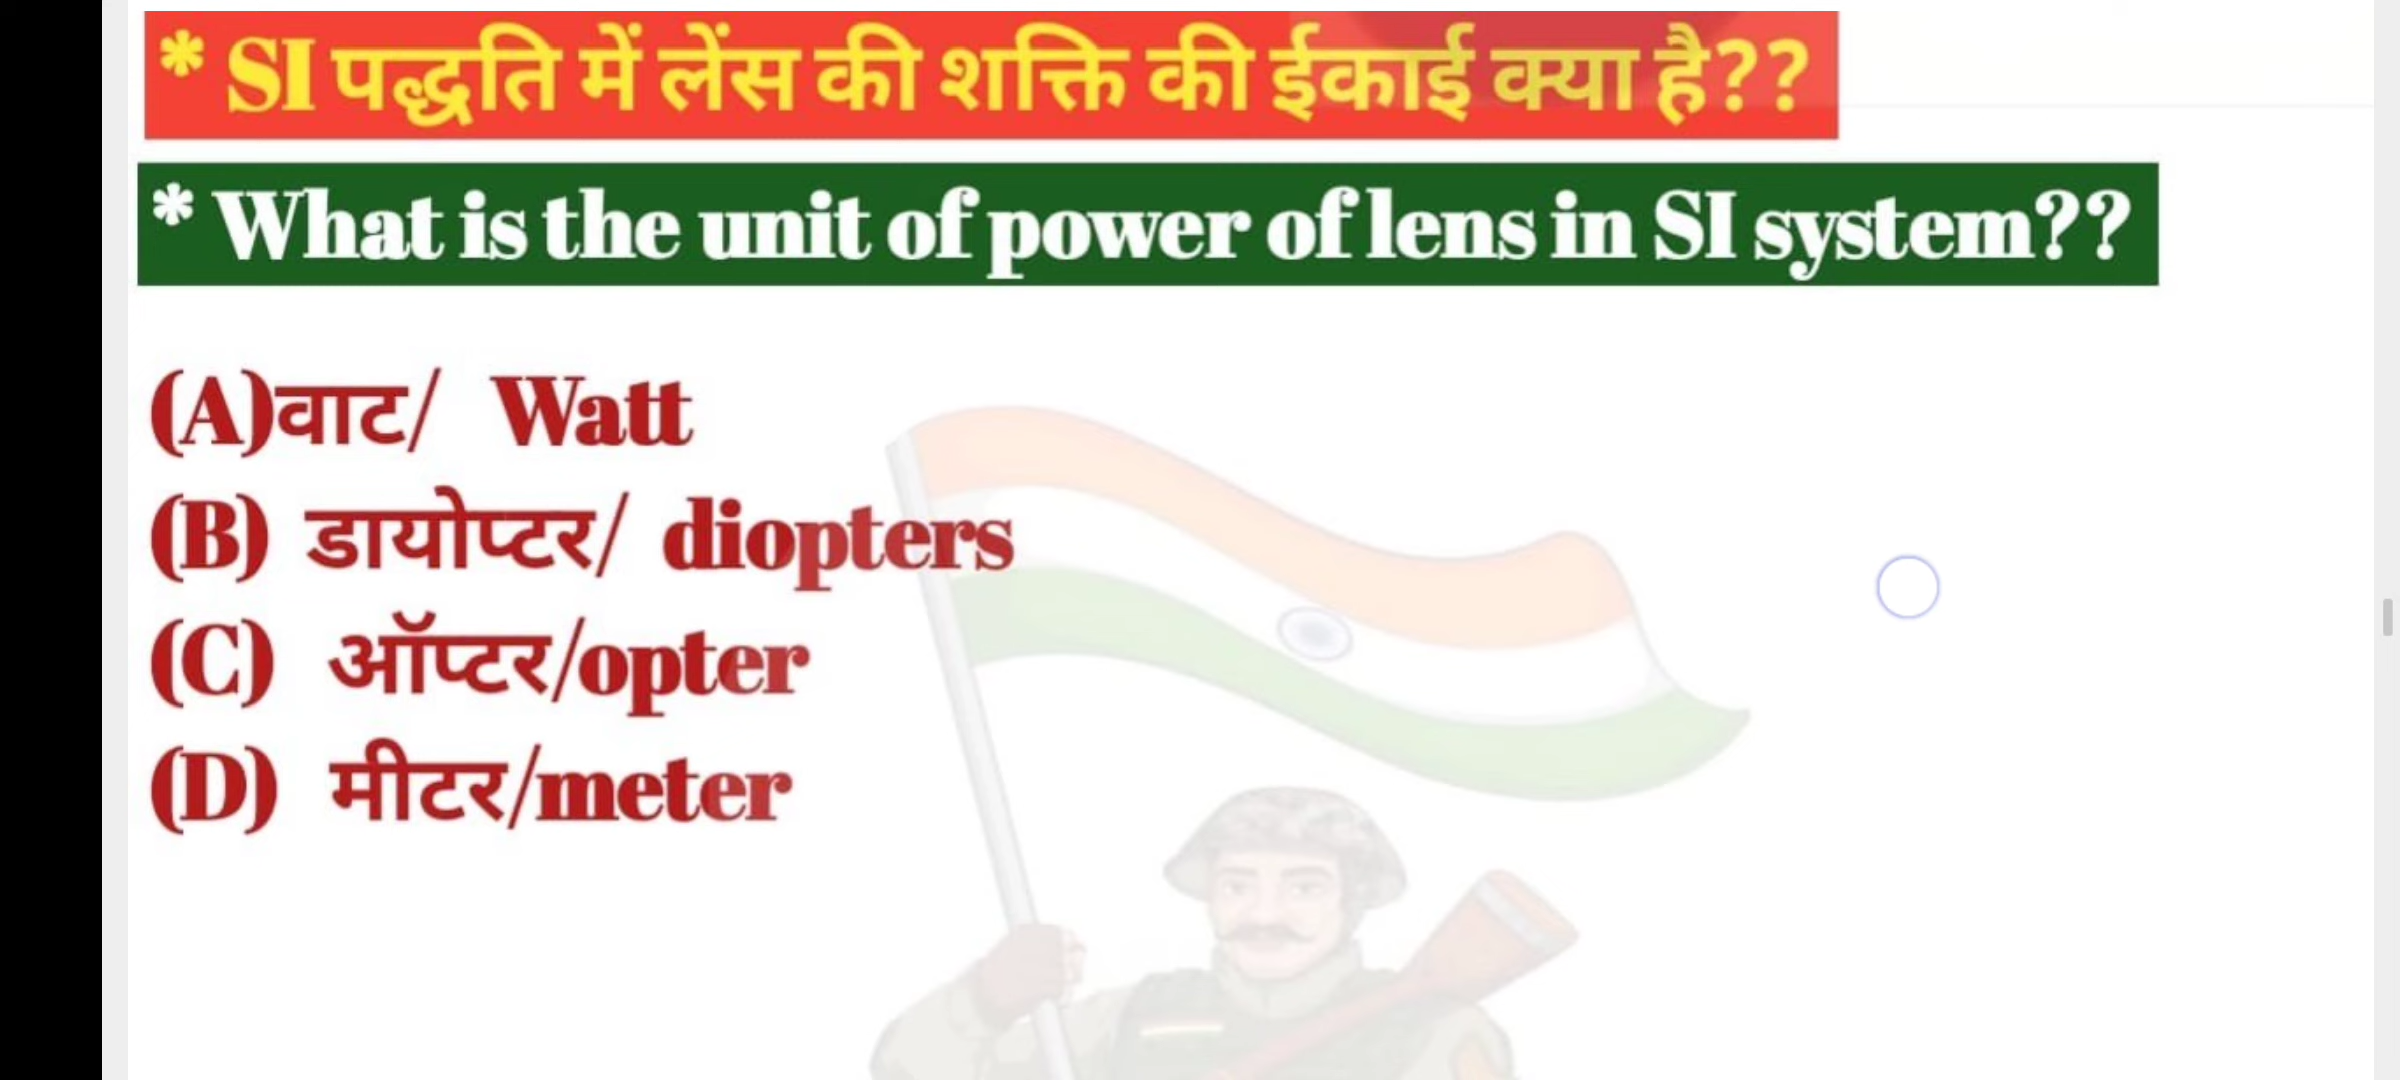 * SI पद्धति में लेंस की शक्ति की ईकाई क्या है??
* What is the unit of power of lens in SI system??
(A)वाट/ Watt
(B) डायोप्टर/ diopters
(C) ऑप्टर/opter
(D) मीटर/meter